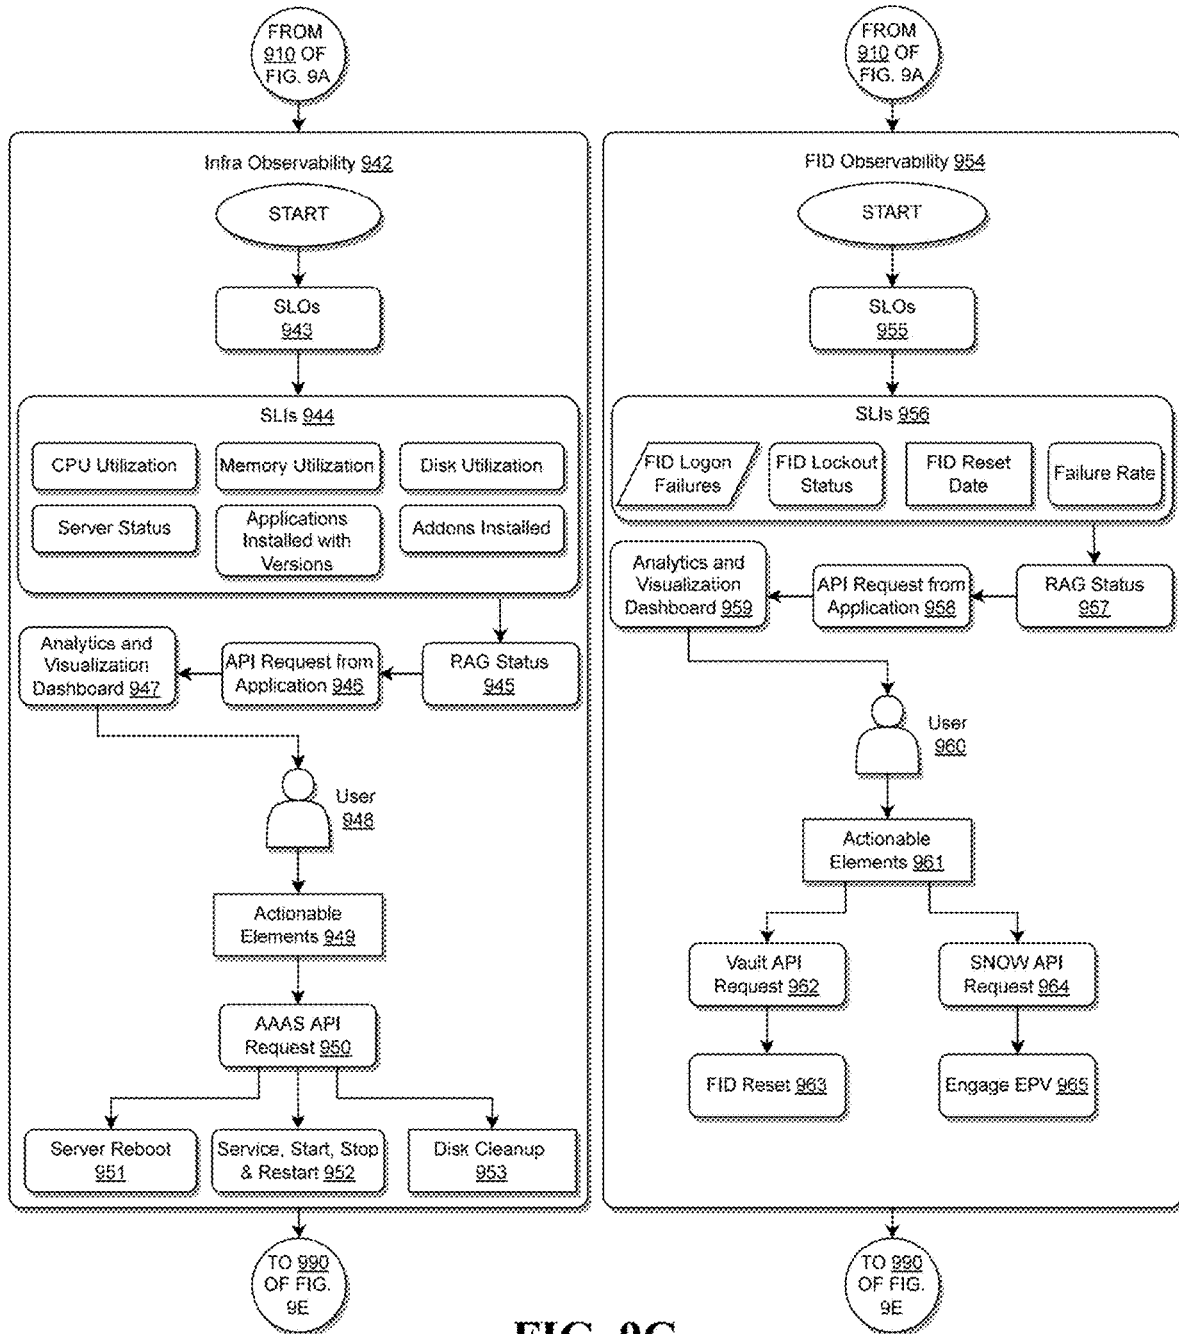 FROM
910 OF
FIG. 9A
Infra Observability 942
START
SLOs
943
SLIs 944
CPU Utilization
Memory Utilization
Disk Utilization
Server Status
Applications
Installed with
Versions
Addons Installed
Analytics and
Visualization
Dashboard 947
API Request from
Application 946
RAG Status
945
User
948
Actionable
Elements 949
AAAS API
Request 950
Server Reboot
951
Service, Start, Stop
& Restart 952
Disk Cleanup
953
TO 990
OF FIG.
9E
FROM
910 OF
FIG. 9A
FID Observability 954
START
SLOs
955
SLIs 956
FID Logon
Failures
FID Lockout
Status
FID Reset
Date
Failure Rate
Analytics and
Visualization
Dashboard 959
API Request from
Application 958
RAG Status
957
User
960
Actionable
Elements 961
Vault API
Request 962
SNOW API
Request 964
FID Reset 963
Engage EPV 965
TO 990
OF FIG.
9E
FIG. 9C